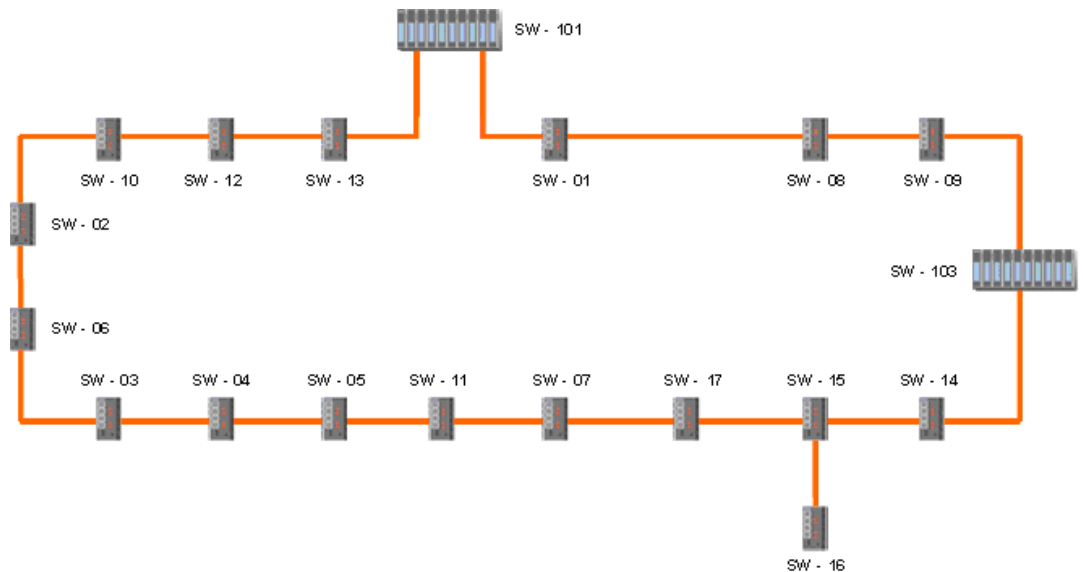 SW - 101
SW - 10
SW - 12
SW - 13
SW - 01
SW - 08
SW - 09
SW - 02
SW - 103
SW - 06
SW - 03
SW - 04
SW - 05
SW - 11
SW - 07
SW - 17
SW - 15
SW - 14
SW - 16